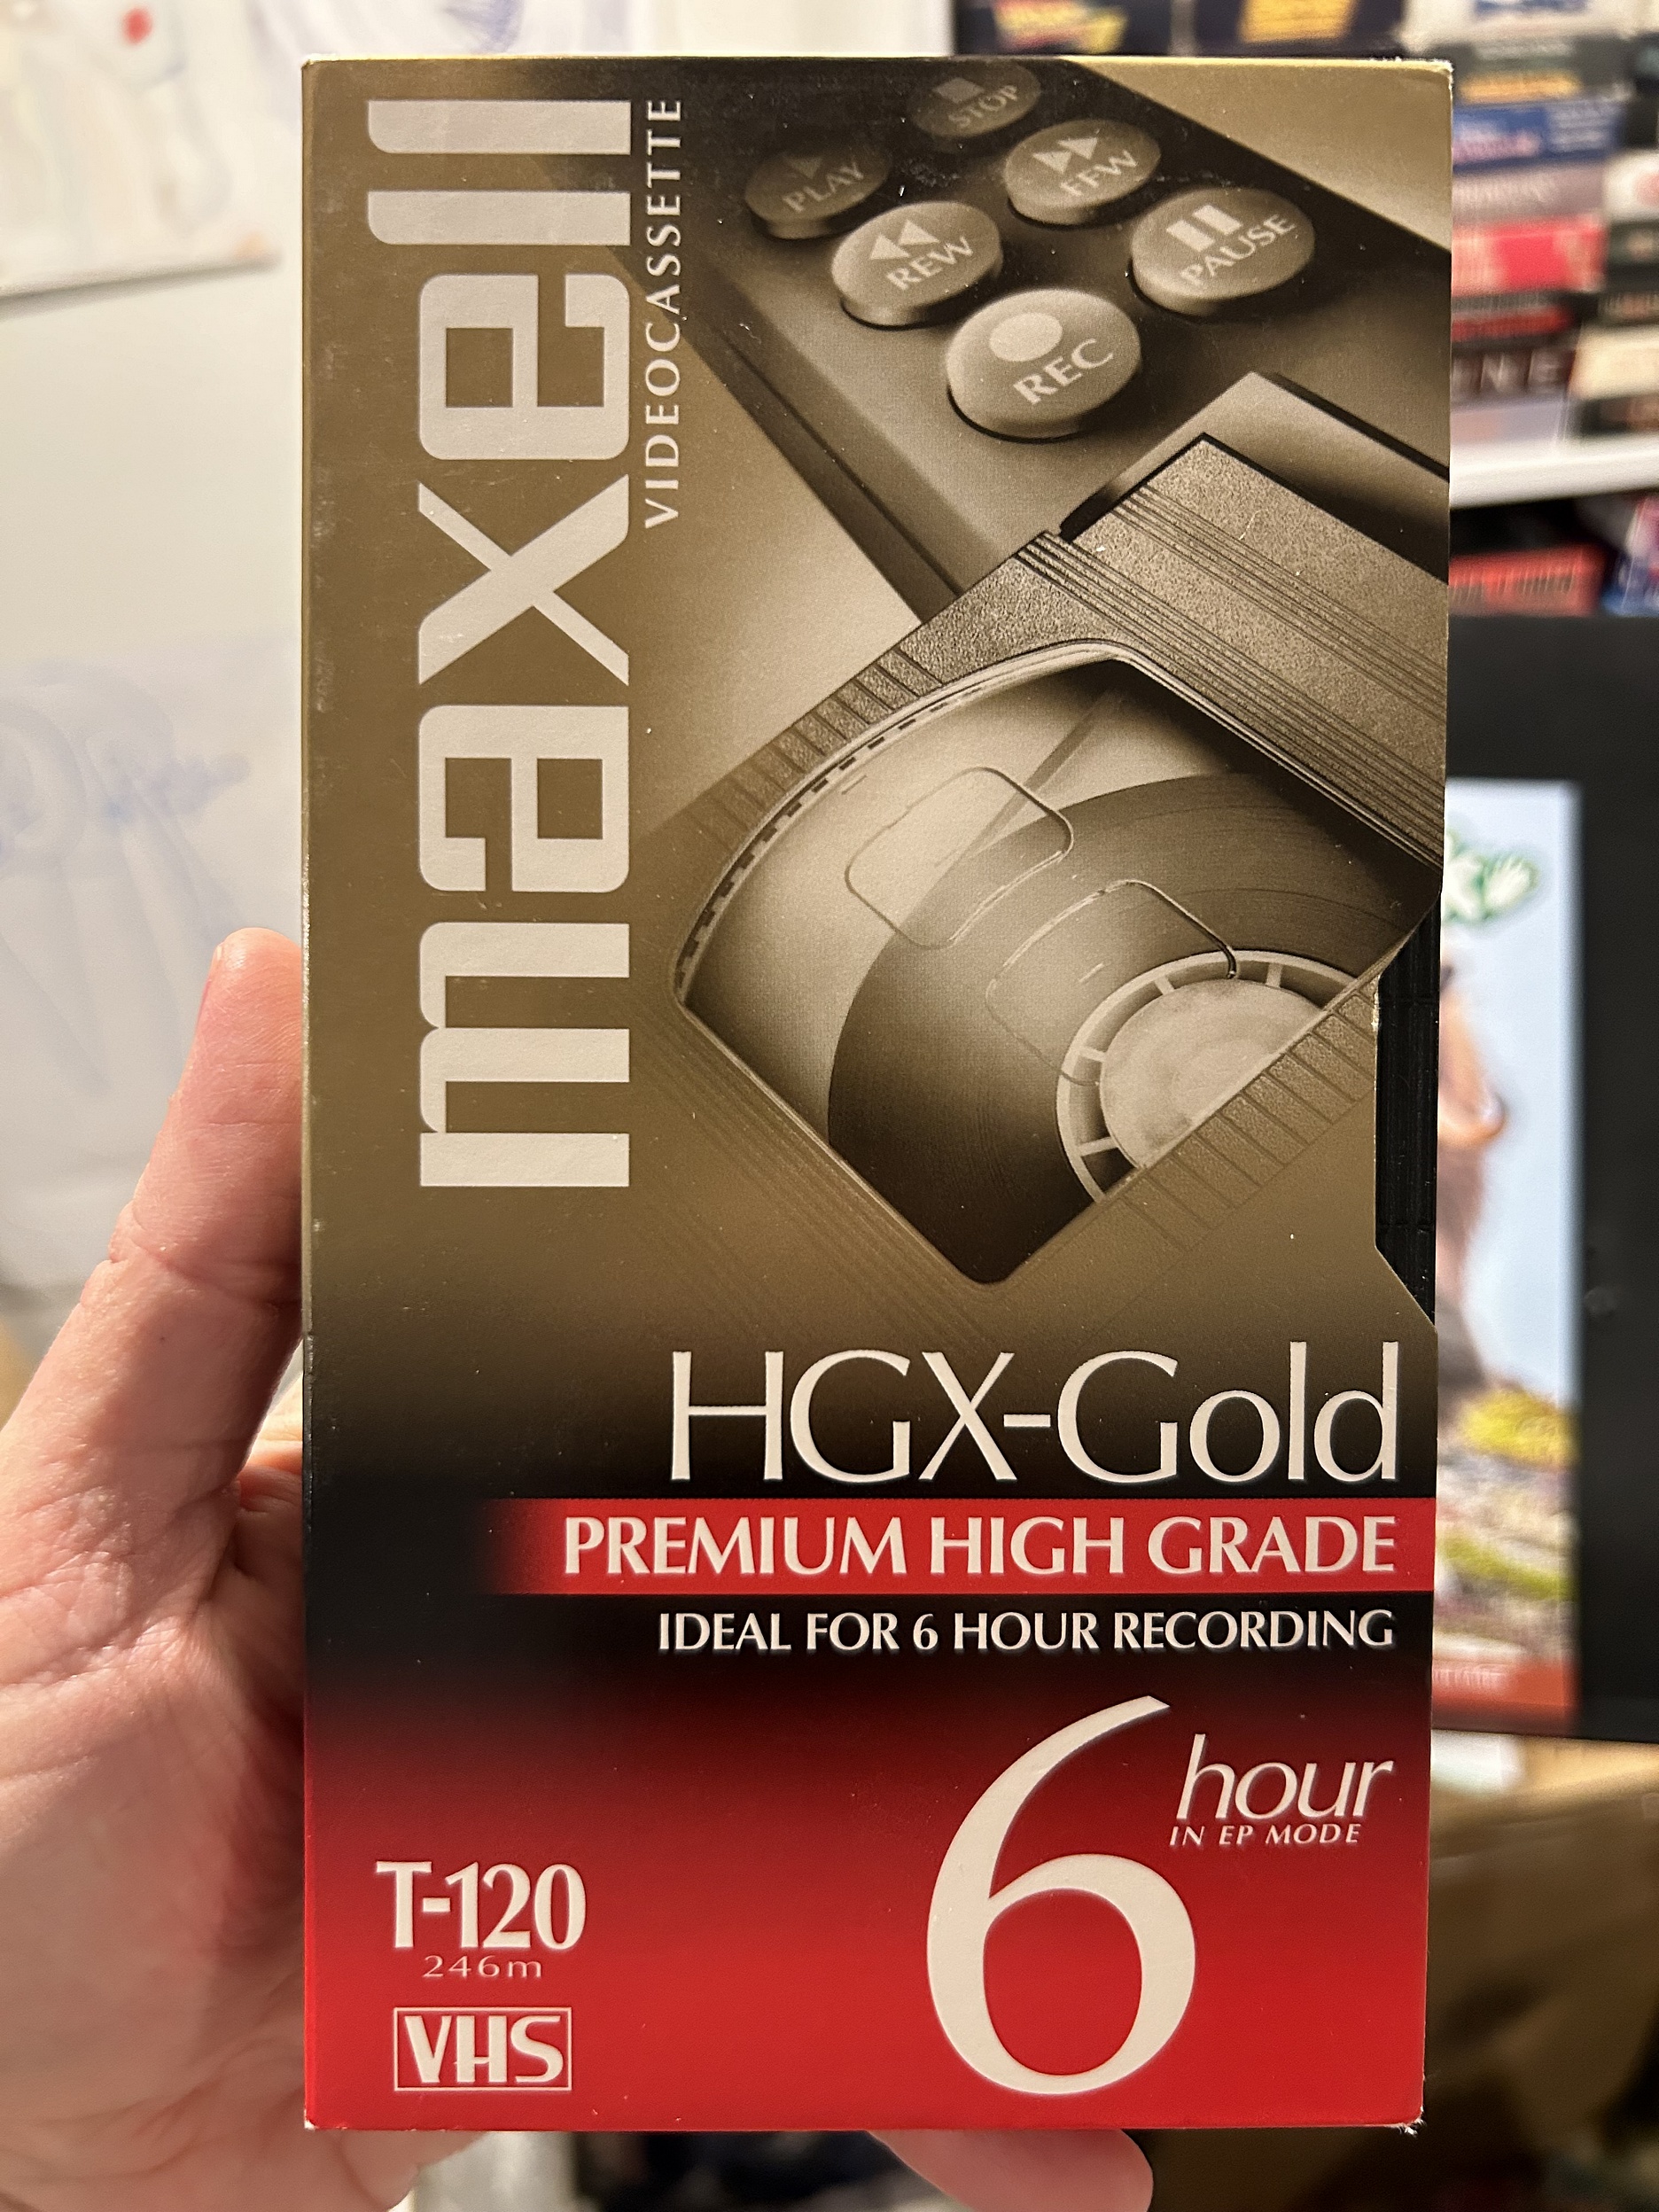 maxell
VIDEOCASSETTE
STOP
PLAY
FFW
REW
PAUSE
REC
HGX-Gold
PREMIUM HIGH GRADE
IDEAL FOR 6 HOUR RECORDING
6 hour
IN EP MODE
T-120
246m
VHS